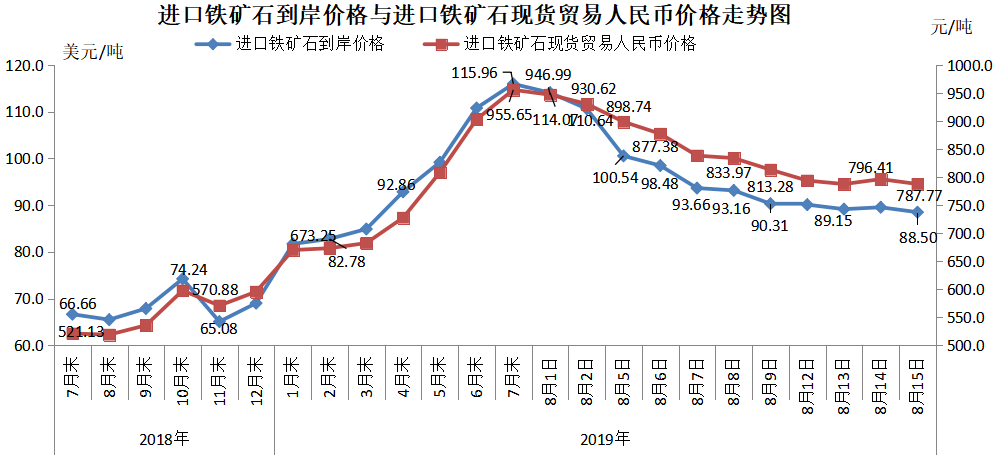 进口铁矿石到岸价格与进口铁矿石现货贸易人民币价格走势图
美元/吨
进口铁矿石到岸价格
进口铁矿石现货贸易人民币价格
元/吨
120.0
110.0
100.0
90.0
80.0
70.0
60.0
1000.0
950.0
900.0
850.0
800.0
750.0
700.0
650.0
600.0
550.0
500.0
66.66
521.13
74.24
570.88
65.08
673.25
82.78
92.86
115.96
955.65
946.99
114.07
930.62
110.64
898.74
100.54
877.38
98.48
93.66
833.97
93.16
813.28
90.31
89.15
796.41
787.77
88.50
7月末
8月末
9月末
10月末
11月末
12月末
1月末
2月末
3月末
4月末
5月末
6月末
7月末
8月1日
8月2日
8月5日
8月6日
8月7日
8月8日
8月9日
8月12日
8月13日
8月14日
8月15日
2018年
2019年